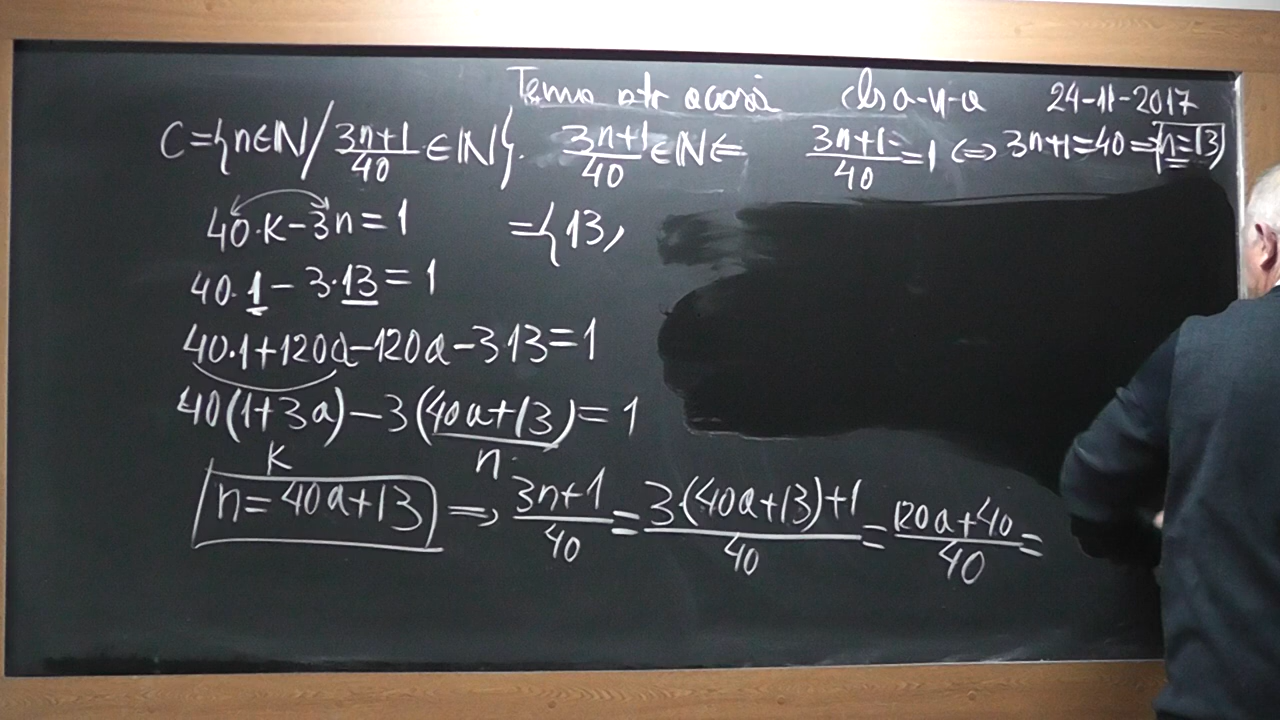 Tema ptr acasă cls a-V-a 24-11-2017
C={n∈ℕ/ (3n+1)/40 ∈ℕ}. (3n+1)/40 ∈ℕ ⇐ (3n+1)/40 =1 ⇔ 3n+1=40 ⇒ n=13
40·K-3n=1 ={13,
40·1-3·13=1
40·1+120a-120a-3·13=1
40(1+3a)-3(40a+13)=1
K n
n=40a+13 ⇒ (3n+1)/40 = (3·(40a+13)+1)/40 = (120a+40)/40 =